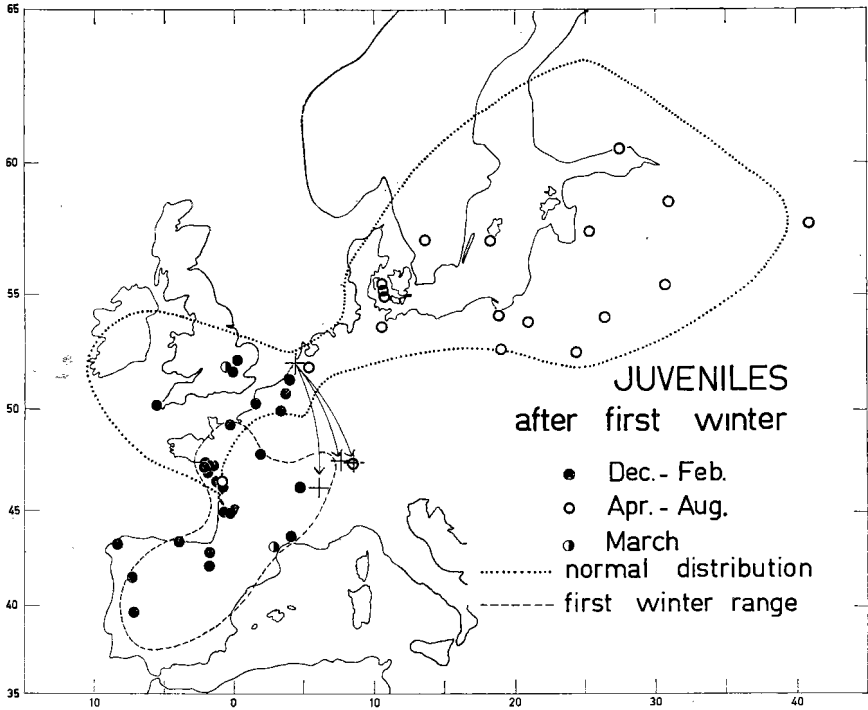 65
60
55
50
45
40
35
JUVENILES
after first winter
Dec.- Feb.
Apr.- Aug.
March
normal distribution
first winter range
10 0 10 20 30 40